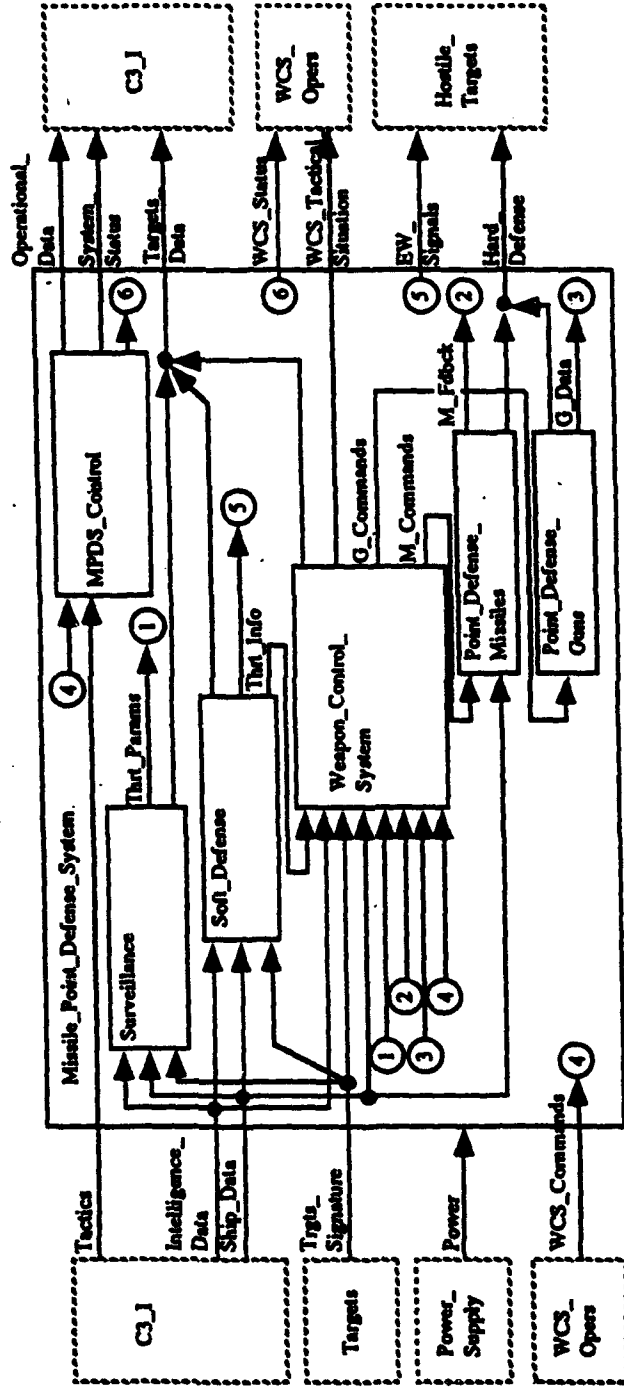 C3_I
Tactics
Intelligence_
Data
Ship_Data
Targets
Trgts_
Signature
Power_
Supply
Power
WCS_
Opers
WCS_Commands
4
Missile_Point_Defense_System
Surveillance
Thrt_Params
1
4
MPDS_Control
6
Soft_Defense
Thrt_Info
5
Weapon_Control_
System
1
2
3
4
G_Commands
M_Commands
Point_Defense_
Missiles
M_Fdbck
2
Point_Defense_
Guns
G_Data
3
Operational_
Data
System_
Status
Targets_
Data
C3_I
6
WCS_Status
WCS_Tactical_
Situation
WCS_
Opers
5
EW_
Signals
Hard_
Defense
Hostile_
Targets